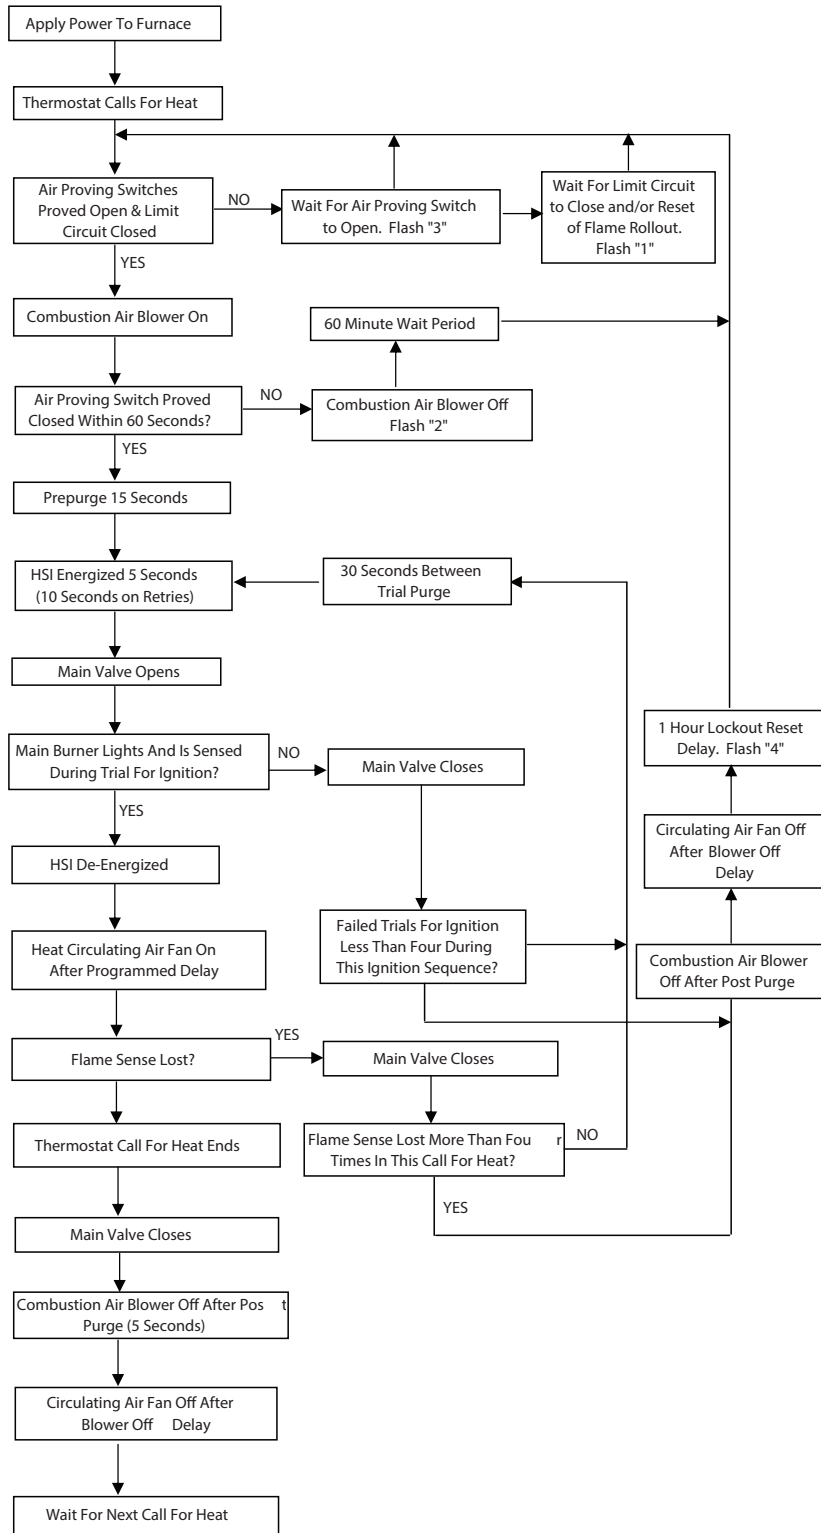 Apply Power To Furnace
Thermostat Calls For Heat
Air Proving Switches
Proved Open & Limit
Circuit Closed
NO
Wait For Air Proving Switch
to Open. Flash "3"
Wait For Limit Circuit
to Close and/or Reset
of Flame Rollout.
Flash "1"
YES
Combustion Air Blower On
60 Minute Wait Period
Air Proving Switch Proved
Closed Within 60 Seconds?
NO
Combustion Air Blower Off
Flash "2"
YES
Prepurge 15 Seconds
HSI Energized 5 Seconds
(10 Seconds on Retries)
30 Seconds Between
Trial Purge
Main Valve Opens
1 Hour Lockout Reset
Delay. Flash "4"
Main Burner Lights And Is Sensed
During Trial For Ignition?
NO
Main Valve Closes
YES
Circulating Air Fan Off
After Blower Off
Delay
HSI De-Energized
Failed Trials For Ignition
Less Than Four During
This Ignition Sequence?
Heat Circulating Air Fan On
After Programmed Delay
Combustion Air Blower
Off After Post Purge
Flame Sense Lost?
YES
Main Valve Closes
Thermostat Call For Heat Ends
Flame Sense Lost More Than Fou r
Times In This Call For Heat?
NO
YES
Main Valve Closes
Combustion Air Blower Off After Pos t
Purge (5 Seconds)
Circulating Air Fan Off After
Blower Off Delay
Wait For Next Call For Heat